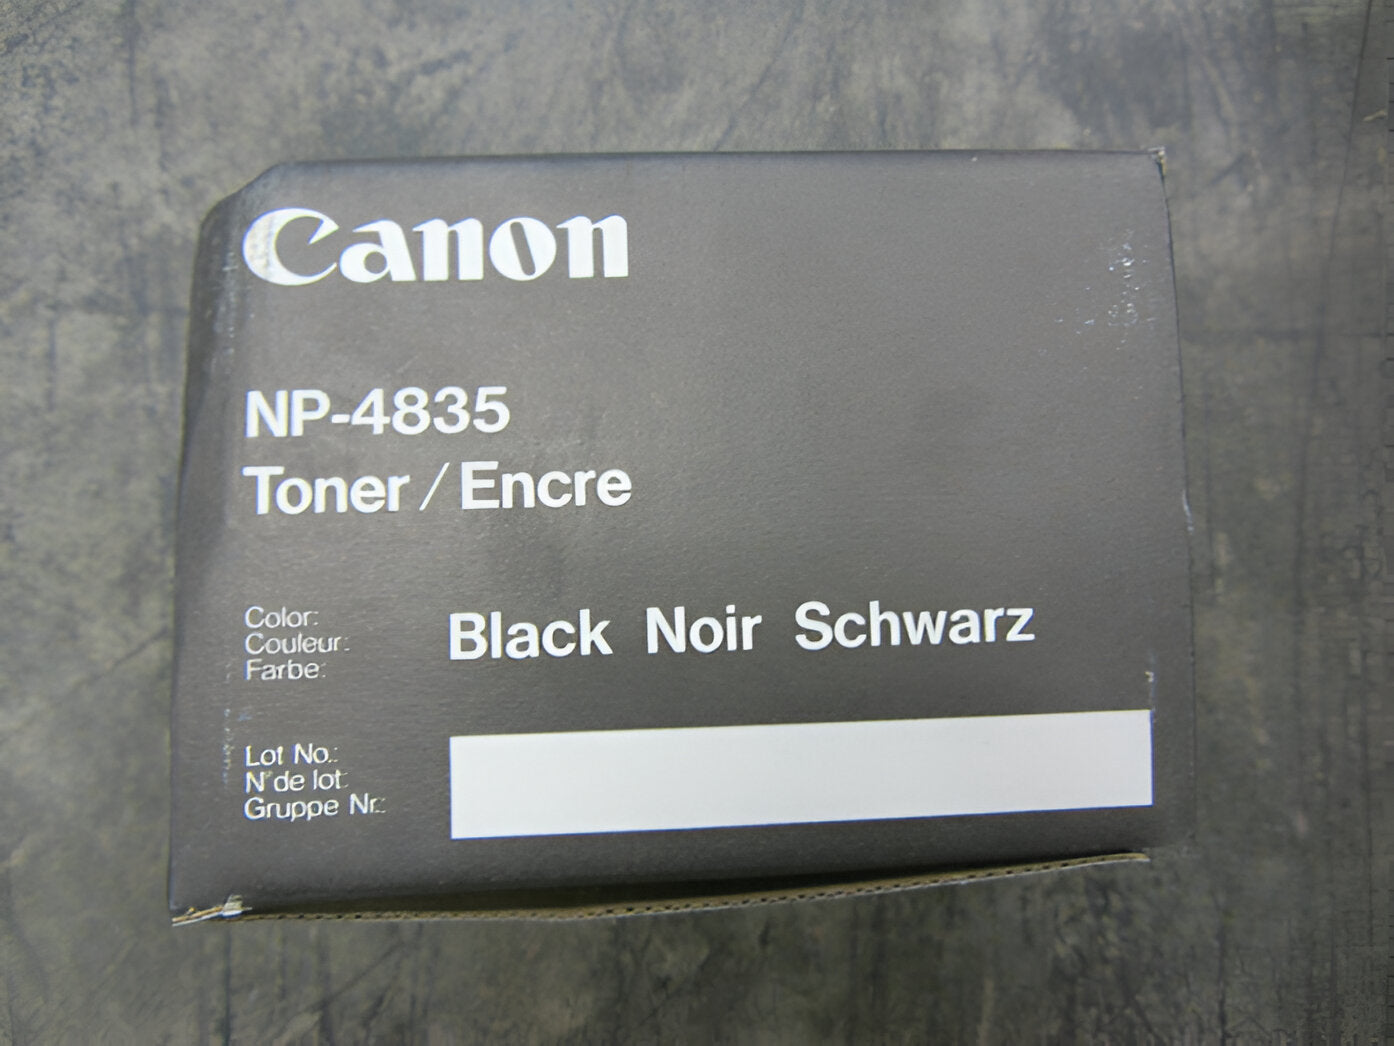 Canon
NP-4835
Toner / Encre
Color:
Couleur:
Farbe:
Black Noir Schwarz
Lot No.:
N° de lot:
Gruppe Nr.: